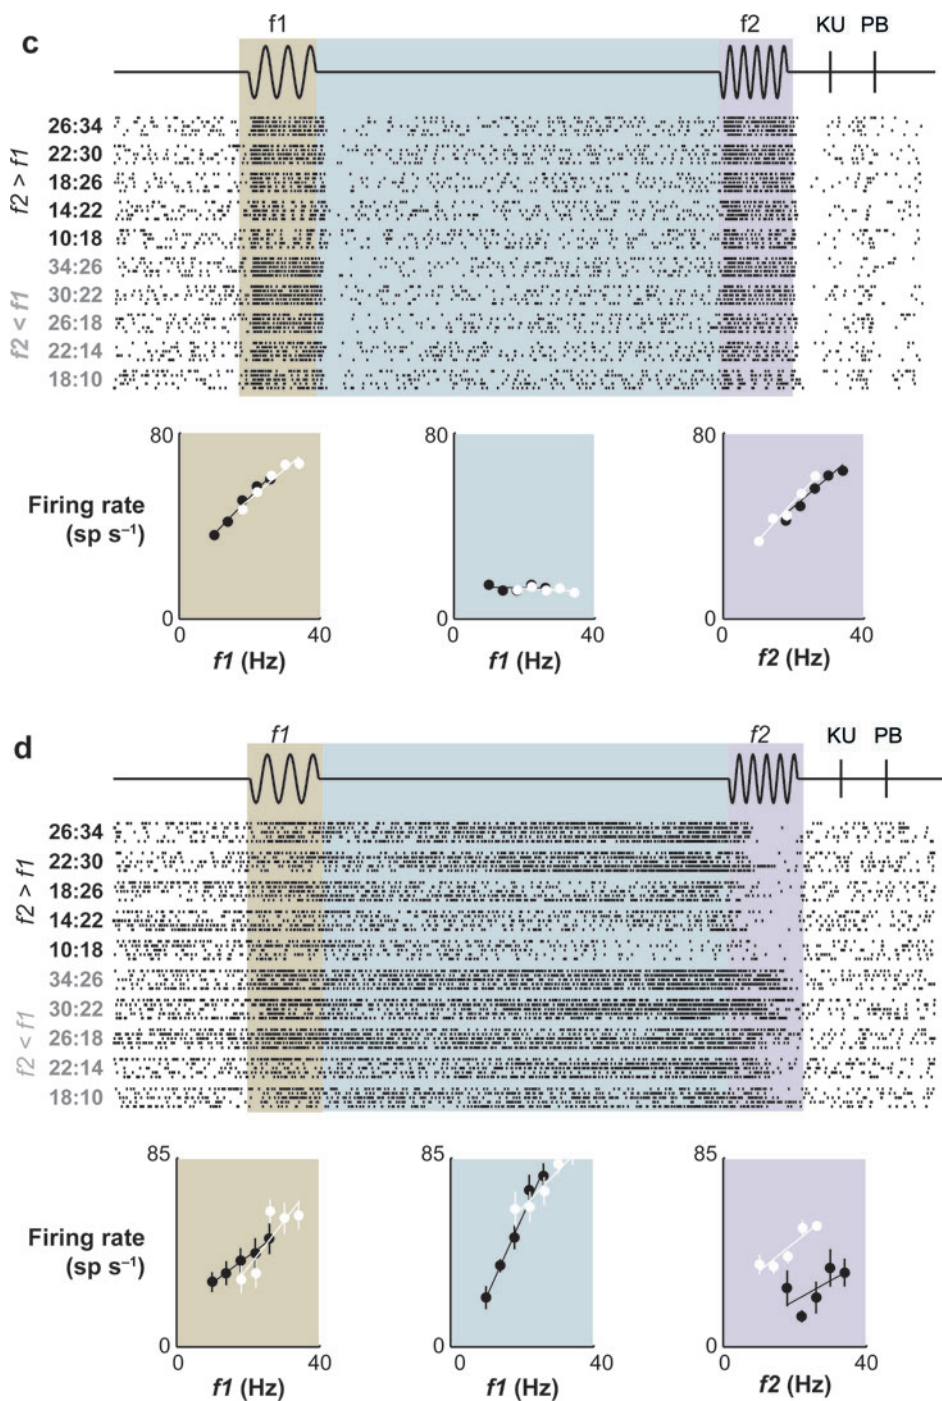 c
f1 f2 KU PB
f2 > f1
26:34
22:30
18:26
14:22
10:18
f2 < f1
34:26
30:22
26:18
22:14
18:10
Firing rate
(sp s⁻¹)
80
0
0 40
f1 (Hz)
80
0
0 40
f1 (Hz)
80
0
0 40
f2 (Hz)
d
f1 f2 KU PB
f2 > f1
26:34
22:30
18:26
14:22
10:18
f2 < f1
34:26
30:22
26:18
22:14
18:10
Firing rate
(sp s⁻¹)
85
0
0 40
f1 (Hz)
85
0
0 40
f1 (Hz)
85
0
0 40
f2 (Hz)